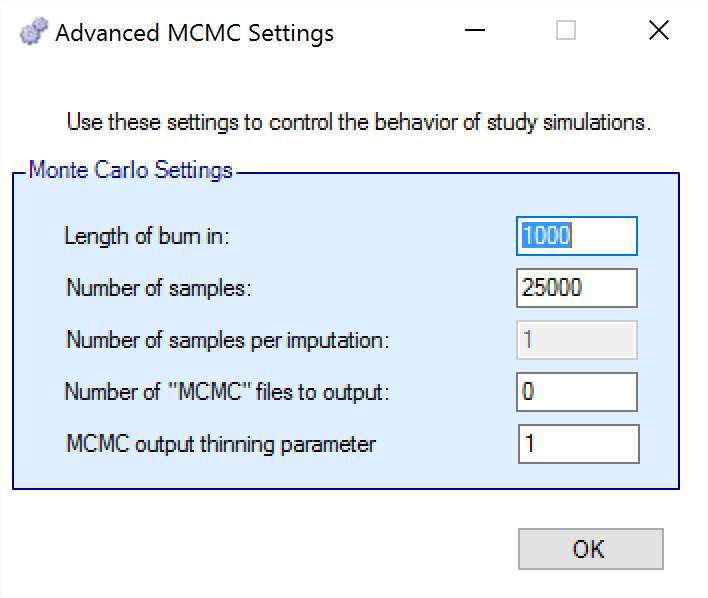 Advanced MCMC Settings
Use these settings to control the behavior of study simulations.
Monte Carlo Settings
Length of burn in: 1000
Number of samples: 25000
Number of samples per imputation: 1
Number of "MCMC" files to output: 0
MCMC output thinning parameter 1
OK